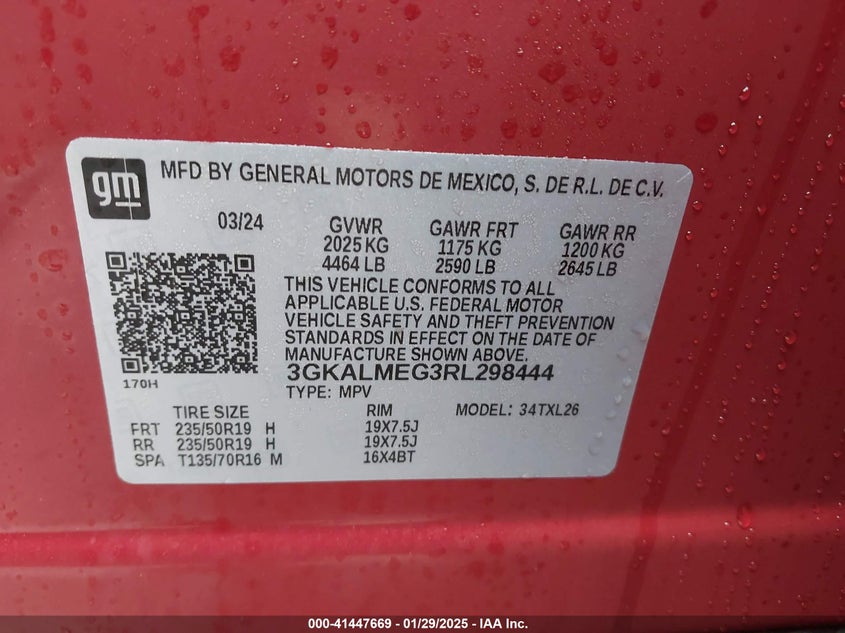 gm
MFD BY GENERAL MOTORS DE MEXICO, S. DE R.L. DE C.V.
03/24 GVWR GAWR FRT GAWR RR
2025 KG 1175 KG 1200 KG
4464 LB 2590 LB 2645 LB
THIS VEHICLE CONFORMS TO ALL
APPLICABLE U.S. FEDERAL MOTOR
VEHICLE SAFETY AND THEFT PREVENTION
STANDARDS IN EFFECT ON THE DATE OF
MANUFACTURE SHOWN ABOVE.
170H 3GKALMEG3RL298444
TYPE: MPV MODEL: 34TXL26
TIRE SIZE RIM
FRT 235/50R19 H 19X7.5J
RR 235/50R19 H 19X7.5J
SPA T135/70R16 M 16X4BT
000-41447669 - 01/29/2025 - IAA Inc.